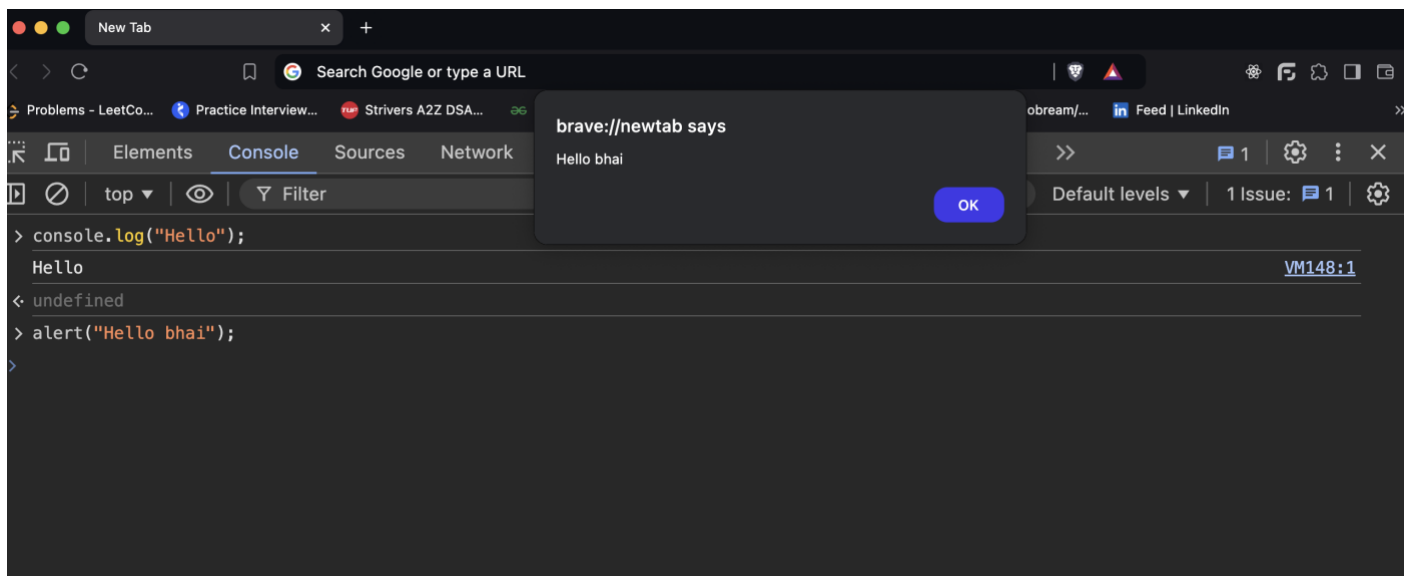 New Tab
Search Google or type a URL
Problems - LeetCo... Practice Interview... Strivers A2Z DSA... obream/... Feed | LinkedIn
brave://newtab says
Hello bhai
OK
Elements Console Sources Network 1
top Filter Default levels 1 Issue: 1
console.log("Hello");
Hello VM148:1
undefined
alert("Hello bhai");